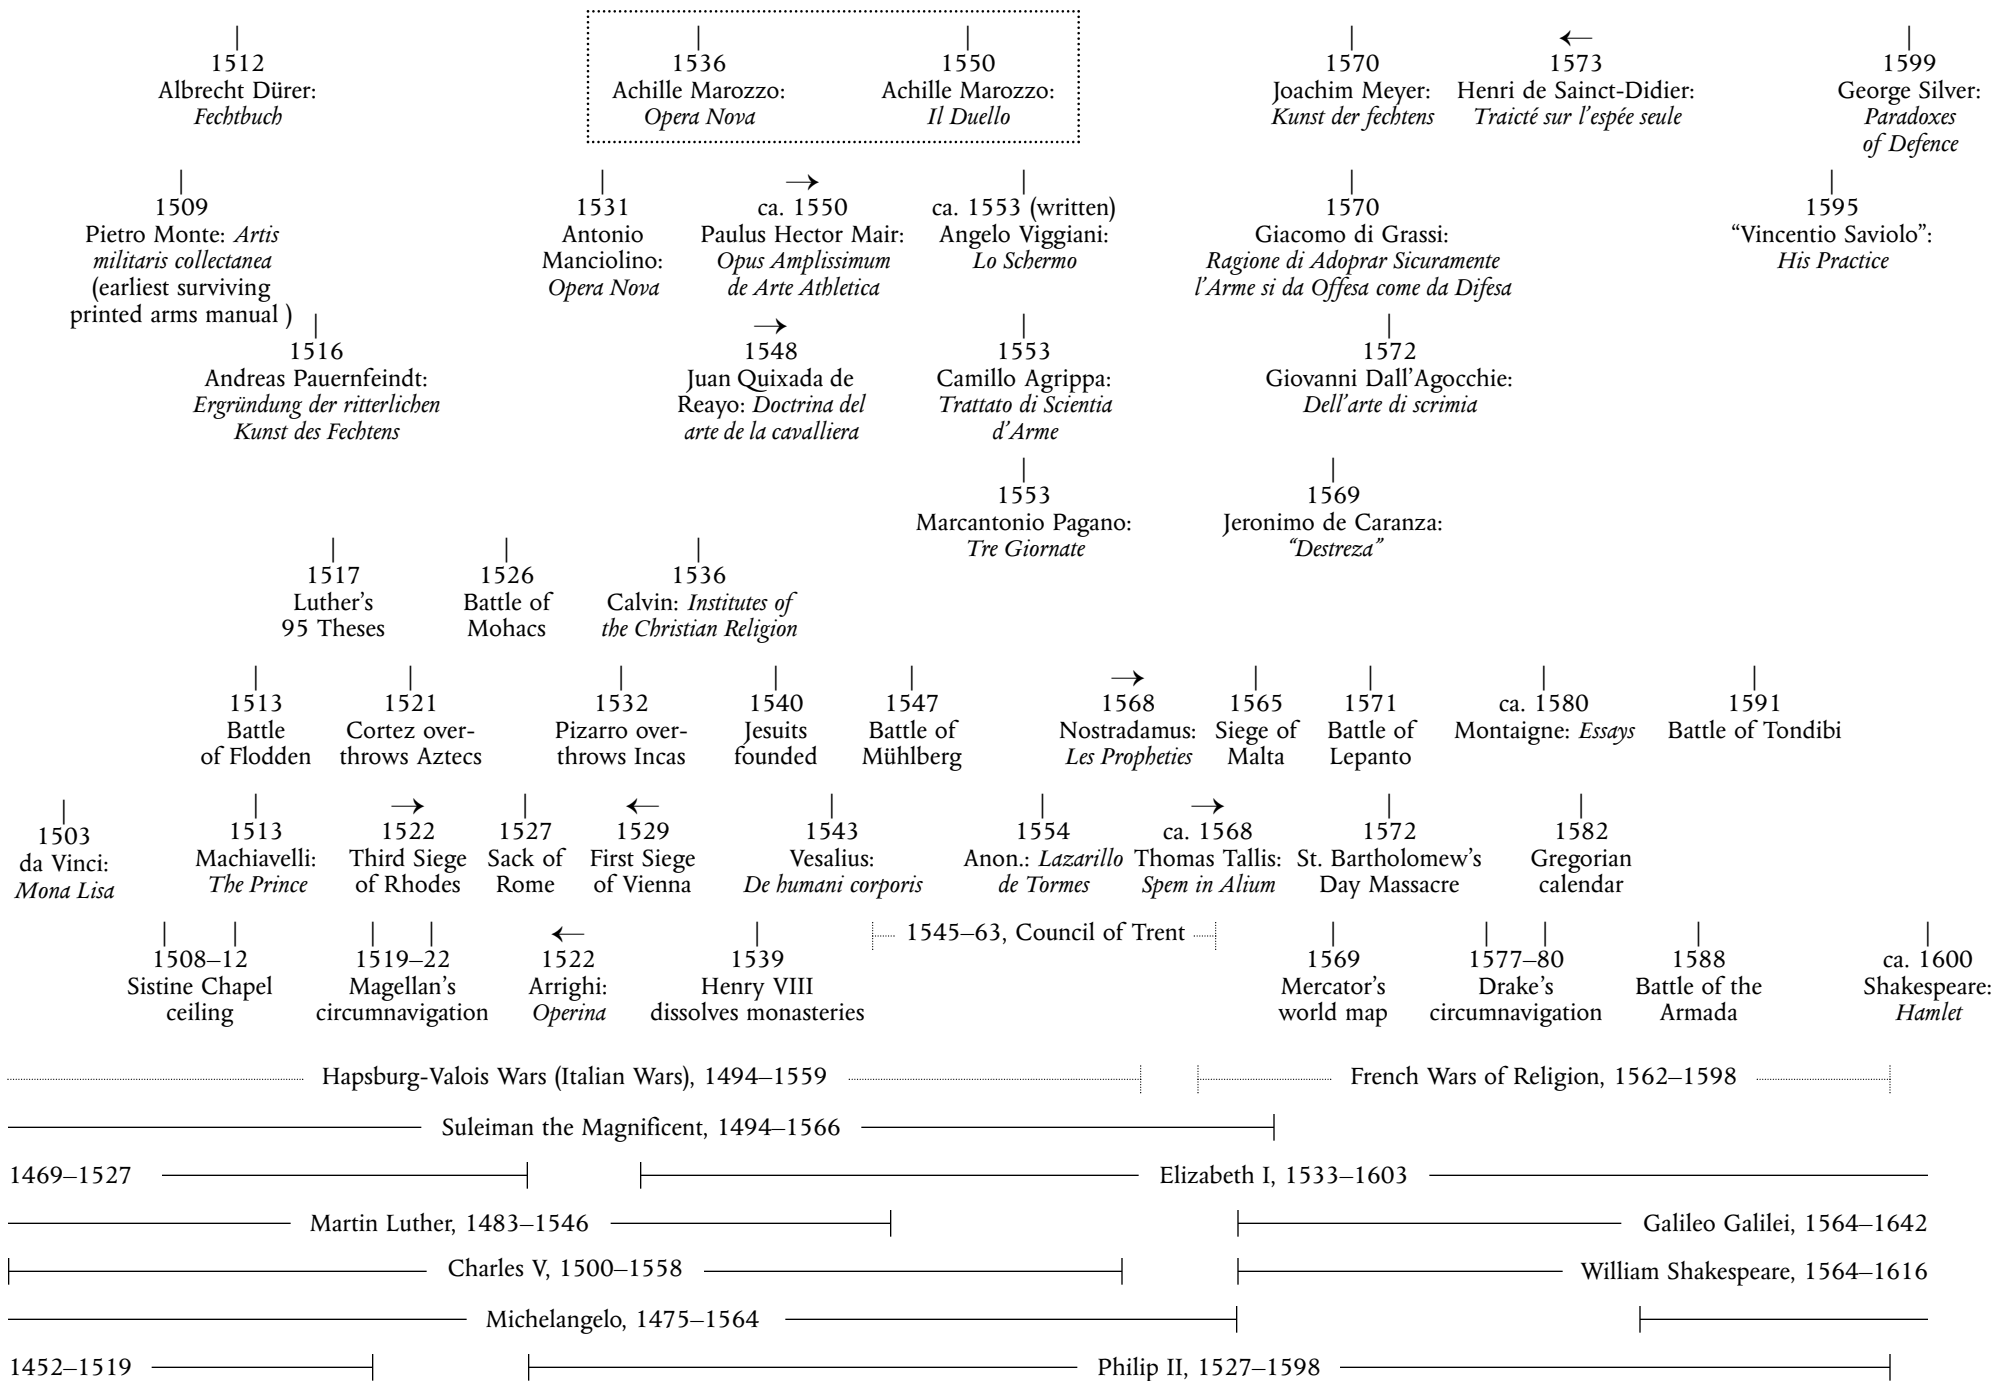 1512
Albrecht Dürer:
Fechtbuch
1536
Achille Marozzo:
Opera Nova
1550
Achille Marozzo:
Il Duello
1570
Joachim Meyer:
Kunst der fechtens
←
1573
Henri de Sainct-Didier:
Traicté sur l’espée seule
1599
George Silver:
Paradoxes
of Defence
1509
Pietro Monte: Artis
militaris collectanea
(earliest surviving
printed arms manual )
1531
Antonio
Manciolino:
Opera Nova
→
ca. 1550
Paulus Hector Mair:
Opus Amplissimum
de Arte Athletica
ca. 1553 (written)
Angelo Viggiani:
Lo Schermo
1570
Giacomo di Grassi:
Ragione di Adoprar Sicuramente
l’Arme si da Offesa come da Difesa
1595
“Vincentio Saviolo”:
His Practice
1516
Andreas Pauernfeindt:
Ergründung der ritterlichen
Kunst des Fechtens
→
1548
Juan Quixada de
Reayo: Doctrina del
arte de la cavalliera
1553
Camillo Agrippa:
Trattato di Scientia
d’Arme
1572
Giovanni Dall’Agocchie:
Dell’arte di scrimia
1553
Marcantonio Pagano:
Tre Giornate
1569
Jeronimo de Caranza:
“Destreza”
1517
Luther’s
95 Theses
1526
Battle of
Mohacs
1536
Calvin: Institutes of
the Christian Religion
1513
Battle
of Flodden
1521
Cortez over-
throws Aztecs
1532
Pizarro over-
throws Incas
1540
Jesuits
founded
1547
Battle of
Mühlberg
→
1568
Nostradamus:
Les Propheties
1565
Siege of
Malta
1571
Battle of
Lepanto
ca. 1580
Montaigne: Essays
1591
Battle of Tondibi
1503
da Vinci:
Mona Lisa
1513
Machiavelli:
The Prince
→
1522
Third Siege
of Rhodes
1527
Sack of
Rome
←
1529
First Siege
of Vienna
1543
Vesalius:
De humani corporis
1554
Anon.: Lazarillo
de Tormes
→
ca. 1568
Thomas Tallis:
Spem in Alium
1572
St. Bartholomew’s
Day Massacre
1582
Gregorian
calendar
1508–12
Sistine Chapel
ceiling
1519–22
Magellan’s
circumnavigation
←
1522
Arrighi:
Operina
1539
Henry VIII
dissolves monasteries
1545–63, Council of Trent
1569
Mercator’s
world map
1577–80
Drake’s
circumnavigation
1588
Battle of the
Armada
ca. 1600
Shakespeare:
Hamlet
Hapsburg-Valois Wars (Italian Wars), 1494–1559
French Wars of Religion, 1562–1598
Suleiman the Magnificent, 1494–1566
1469–1527
Elizabeth I, 1533–1603
Martin Luther, 1483–1546
Galileo Galilei, 1564–1642
Charles V, 1500–1558
William Shakespeare, 1564–1616
Michelangelo, 1475–1564
1452–1519
Philip II, 1527–1598